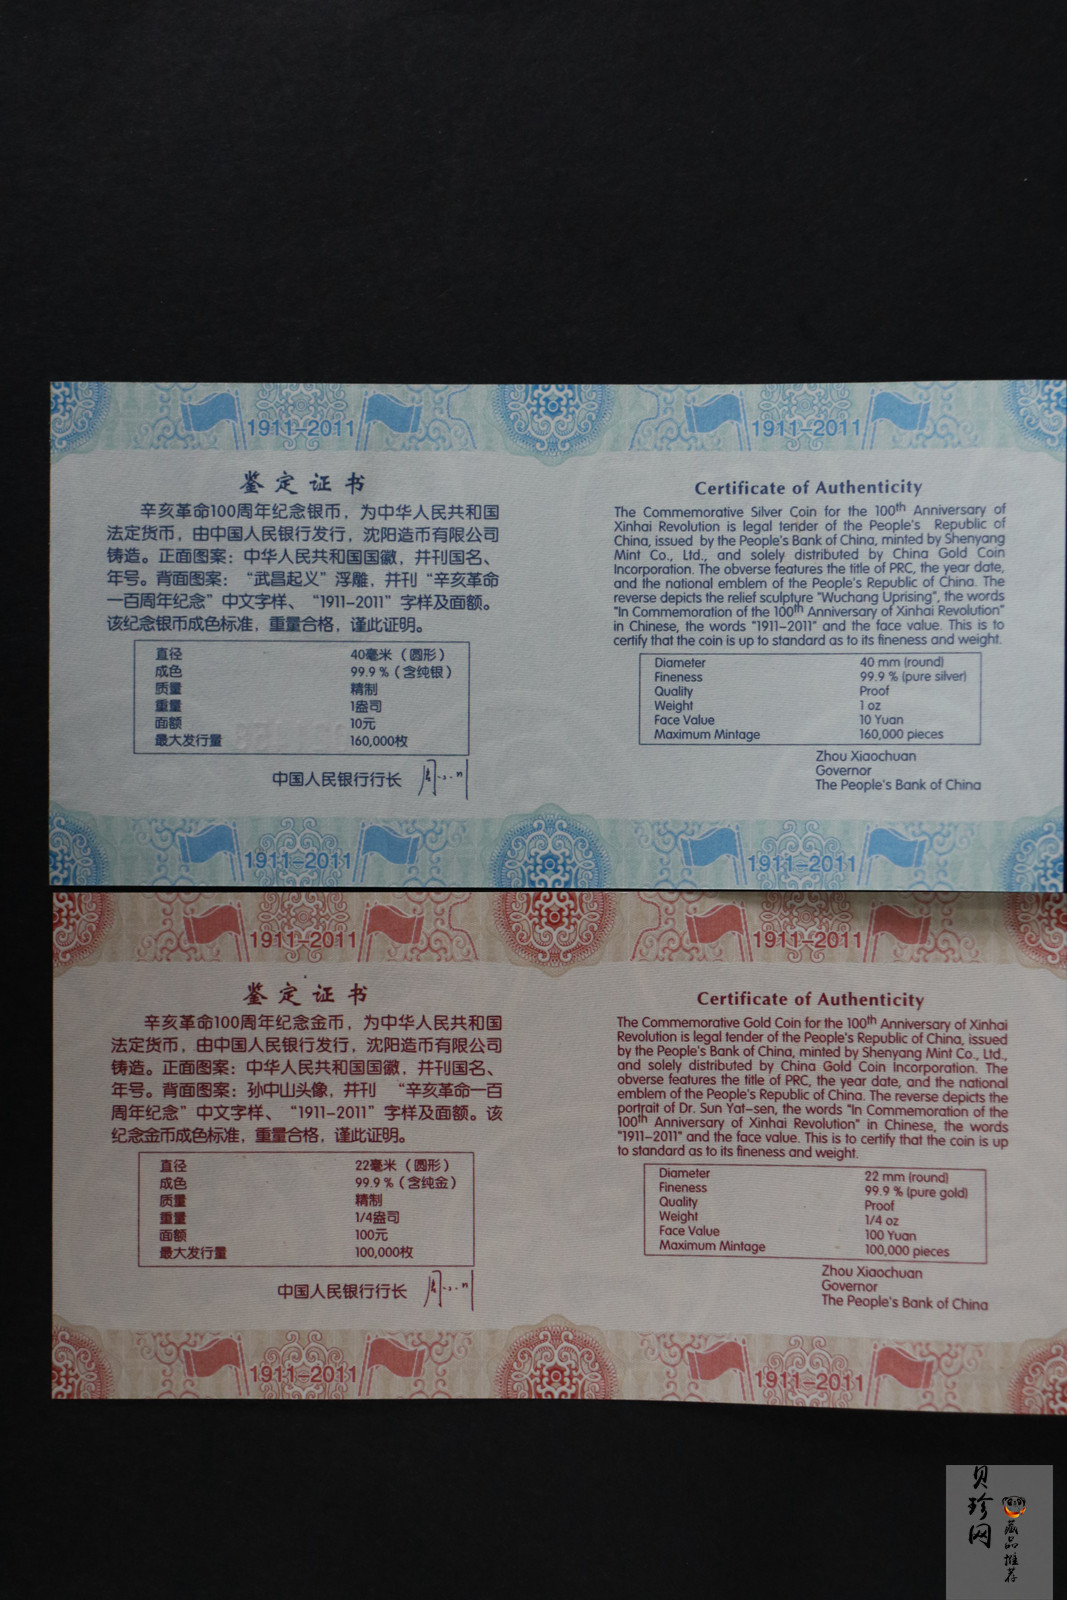 1911–2011
1911–2011
鉴定证书
辛亥革命100周年纪念银币，为中华人民共和国
法定货币，由中国人民银行发行，沈阳造币有限公司
铸造。正面图案：中华人民共和国国徽，并刊国名、
年号。背面图案：“武昌起义”浮雕，并刊“辛亥革命
一百周年纪念”中文字样、“1911–2011”字样及面额。
该纪念银币成色标准，重量合格，谨此证明。
直径 40毫米（圆形）
成色 99.9 %（含纯银）
质量 精制
重量 1盎司
面额 10元
最大发行量 160,000枚
中国人民银行行长
Certificate of Authenticity
The Commemorative Silver Coin for the 100th Anniversary of
Xinhai Revolution is legal tender of the People's Republic of
China, issued by the People's Bank of China, minted by Shenyang
Mint Co., Ltd., and solely distributed by China Gold Coin
Incorporation. The obverse features the title of PRC, the year date,
and the national emblem of the People's Republic of China. The
reverse depicts the relief sculpture "Wuchang Uprising", the words
"In Commemoration of the 100th Anniversary of Xinhai Revolution"
in Chinese, the words "1911–2011" and the face value. This is to
certify that the coin is up to standard as to its fineness and weight.
Diameter 40 mm (round)
Fineness 99.9 % (pure silver)
Quality Proof
Weight 1 oz
Face Value 10 Yuan
Maximum Mintage 160,000 pieces
Zhou Xiaochuan
Governor
The People's Bank of China
1911–2011
1911–2011
1911–2011
1911–2011
鉴定证书
辛亥革命100周年纪念金币，为中华人民共和国
法定货币，由中国人民银行发行，沈阳造币有限公司
铸造。正面图案：中华人民共和国国徽，并刊国名、
年号。背面图案：孙中山头像，并刊 “辛亥革命一百
周年纪念”中文字样、“1911–2011”字样及面额。该
纪念金币成色标准，重量合格，谨此证明。
直径 22毫米（圆形）
成色 99.9 %（含纯金）
质量 精制
重量 1/4盎司
面额 100元
最大发行量 100,000枚
中国人民银行行长
Certificate of Authenticity
The Commemorative Gold Coin for the 100th Anniversary of Xinhai
Revolution is legal tender of the People's Republic of China, issued
by the People's Bank of China, minted by Shenyang Mint Co., Ltd.,
and solely distributed by China Gold Coin Incorporation. The
obverse features the title of PRC, the year date, and the national
emblem of the People's Republic of China. The reverse depicts the
portrait of Dr. Sun Yat–sen, the words "In Commemoration of the
100th Anniversary of Xinhai Revolution" in Chinese, the words
"1911–2011" and the face value. This is to certify that the coin is up
to standard as to its fineness and weight.
Diameter 22 mm (round)
Fineness 99.9 % (pure gold)
Quality Proof
Weight 1/4 oz
Face Value 100 Yuan
Maximum Mintage 100,000 pieces
Zhou Xiaochuan
Governor
The People's Bank of China
1911–2011
1911–2011
贝珍网
藏品推荐